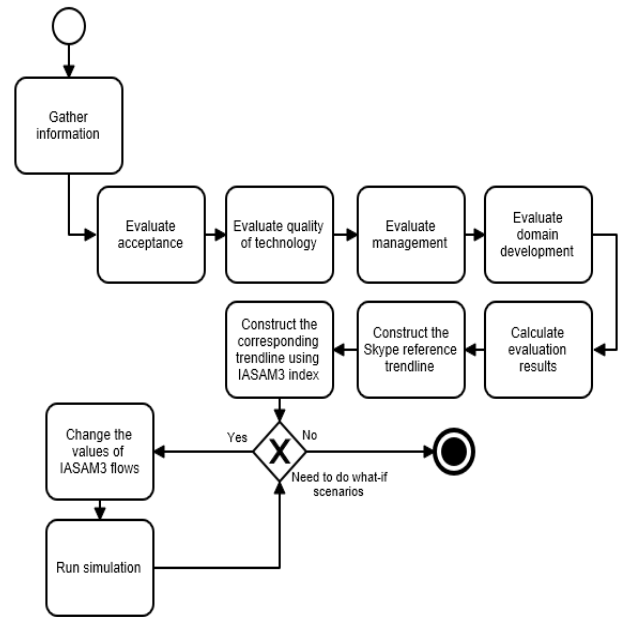 Gather
information
Evaluate
acceptance
Evaluate quality
of technology
Evaluate
management
Evaluate
domain
development
Calculate
evaluation
results
Construct the
Skype reference
trendline
Construct the
corresponding
trendline using
IASAM3 index
Yes
No
X
Need to do what-if
scenarios
Change the
values of
IASAM3 flows
Run simulation